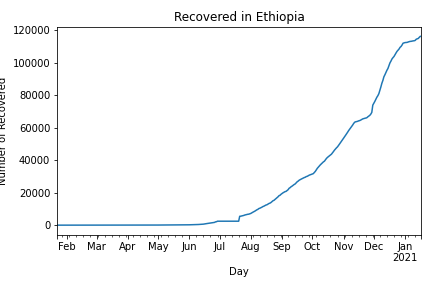 Recovered in Ethiopia
120000
100000
80000
60000
40000
20000
0
Number of Recovered
Feb Mar Apr May Jun Jul Aug Sep Oct Nov Dec Jan
2021
Day